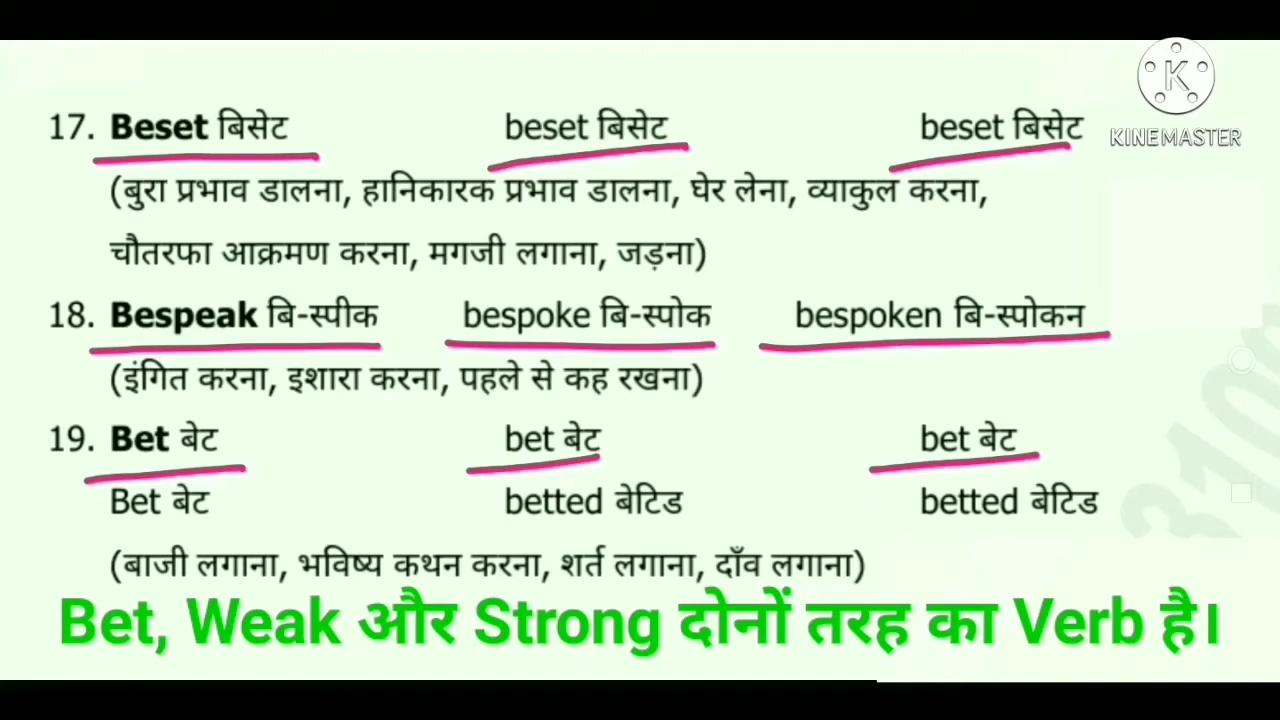 17. Beset बिसेट beset बिसेट beset बिसेट
KINEMASTER
(बुरा प्रभाव डालना, हानिकारक प्रभाव डालना, घेर लेना, व्याकुल करना,
चौतरफा आक्रमण करना, मगजी लगाना, जड़ना)
18. Bespeak बि-स्पीक bespoke बि-स्पोक bespoken बि-स्पोकन
(इंगित करना, इशारा करना, पहले से कह रखना)
19. Bet बेट bet बेट bet बेट
Bet बेट betted बेटिड betted बेटिड
(बाजी लगाना, भविष्य कथन करना, शर्त लगाना, दाँव लगाना)
Bet, Weak और Strong दोनों तरह का Verb है।